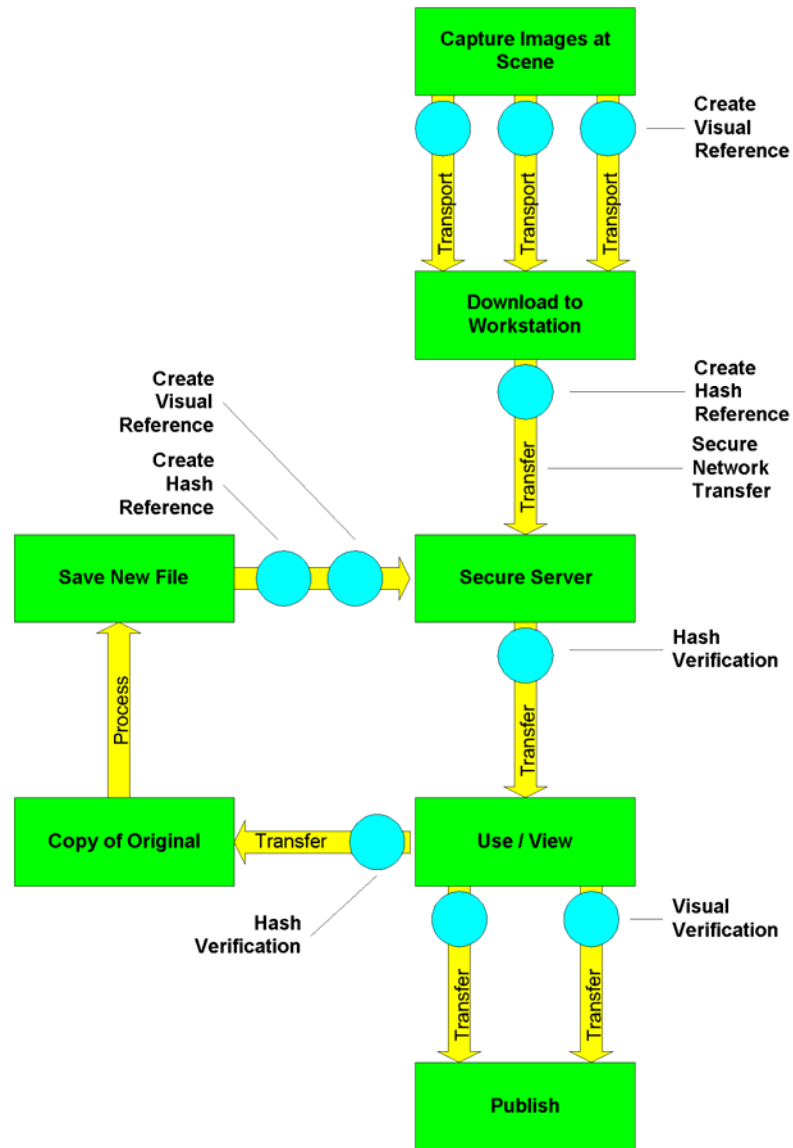 Capture Images at
Scene
Create
Visual
Reference
Transport
Transport
Transport
Download to
Workstation
Create
Hash
Reference
Secure
Network
Transfer
Transfer
Create
Visual
Reference
Create
Hash
Reference
Save New File
Secure Server
Hash
Verification
Transfer
Process
Copy of Original
Transfer
Use / View
Hash
Verification
Visual
Verification
Transfer
Transfer
Publish